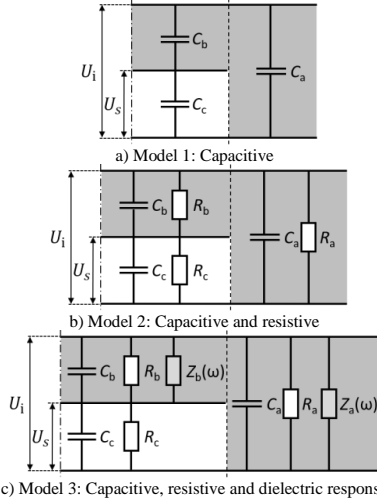 U_i
U_S
C_b
C_c
C_a
a) Model 1: Capacitive
U_i
U_S
C_b
R_b
C_c
R_c
C_a
R_a
b) Model 2: Capacitive and resistive
U_i
U_S
C_b
R_b
Z_b(ω)
C_c
R_c
C_a
R_a
Z_a(ω)
c) Model 3: Capacitive, resistive and dielectric respons